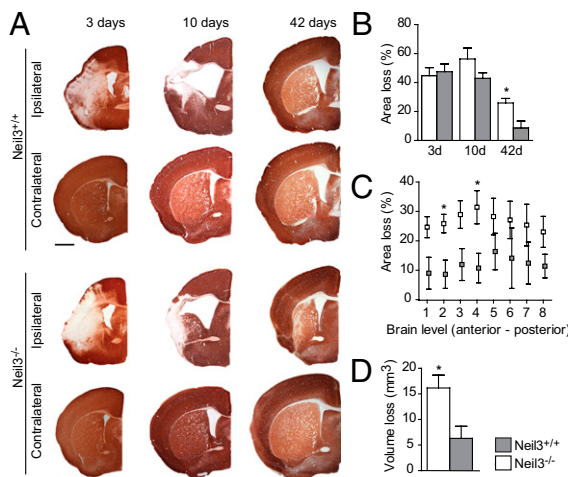 A
3 days 10 days 42 days
Neil3+/+
Ipsilateral
Contralateral
Neil3-/-
Ipsilateral
Contralateral
B
Area loss (%)
60
40
20
0
*
3d 10d 42d
C
Area loss (%)
40
30
20
10
0
* *
1 2 3 4 5 6 7 8
Brain level (anterior - posterior)
D
Volume loss (mm3)
20
15
10
5
0
*
Neil3+/+
Neil3-/-